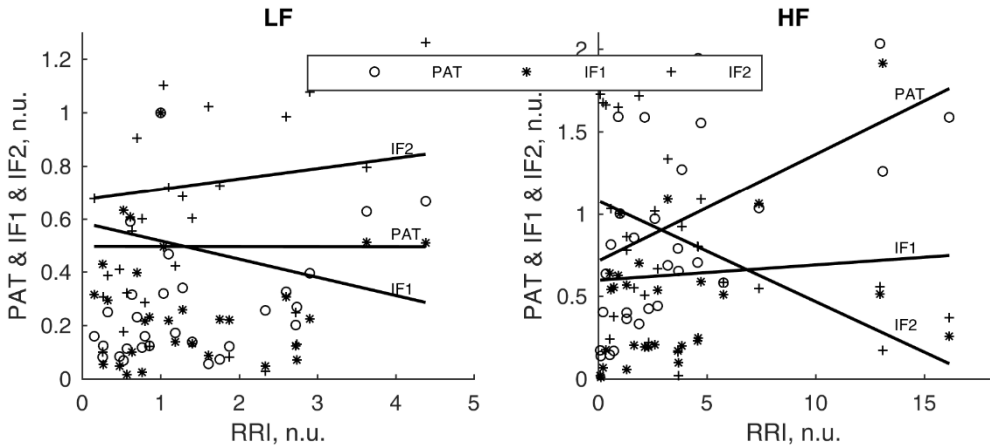 LF
HF
PAT IF1 IF2
PAT & IF1 & IF2, n.u.
1.2
1
0.8
0.6
0.4
0.2
0
IF2
PAT
IF1
0 1 2 3 4 5
RRI, n.u.
PAT & IF1 & IF2, n.u.
2
1.5
1
0.5
0
PAT
IF1
IF2
0 5 10 15
RRI, n.u.